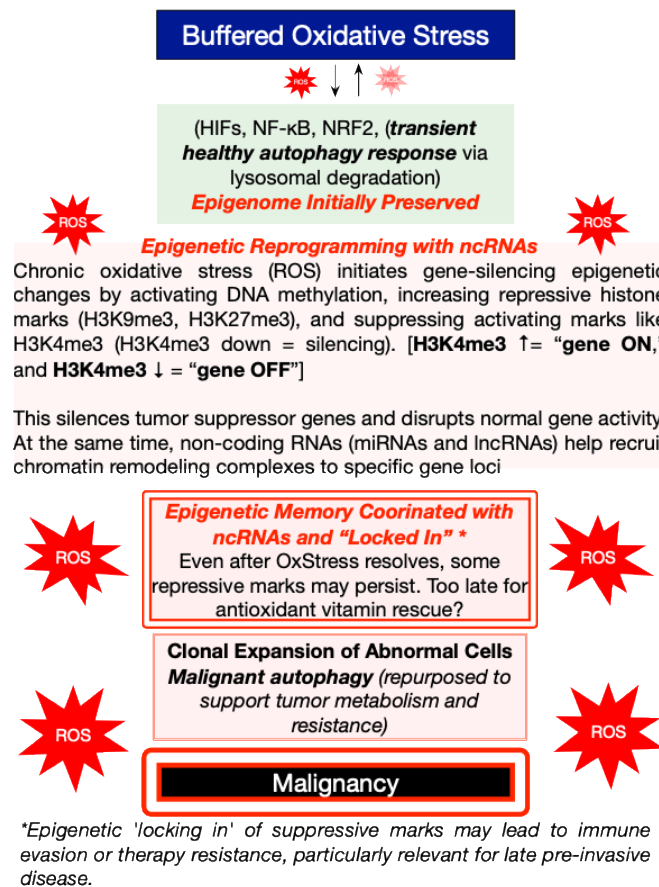 Buffered Oxidative Stress
ROS ROS
(HIFs, NF-κB, NRF2, (transient
healthy autophagy response via
lysosomal degradation)
Epigenome Initially Preserved
ROS ROS
Epigenetic Reprogramming with ncRNAs
Chronic oxidative stress (ROS) initiates gene-silencing epigenetic
changes by activating DNA methylation, increasing repressive histone
marks (H3K9me3, H3K27me3), and suppressing activating marks like
H3K4me3 (H3K4me3 down = silencing). [H3K4me3 ↑= “gene ON,”
and H3K4me3 ↓ = “gene OFF”]
This silences tumor suppressor genes and disrupts normal gene activity
At the same time, non-coding RNAs (miRNAs and lncRNAs) help recrui
chromatin remodeling complexes to specific gene loci
Epigenetic Memory Coorinated with
ncRNAs and “Locked In” *
ROS ROS
Even after OxStress resolves, some
repressive marks may persist. Too late for
antioxidant vitamin rescue?
Clonal Expansion of Abnormal Cells
Malignant autophagy (repurposed to
support tumor metabolism and
resistance)
ROS ROS
Malignancy
*Epigenetic 'locking in' of suppressive marks may lead to immune
evasion or therapy resistance, particularly relevant for late pre-invasive
disease.